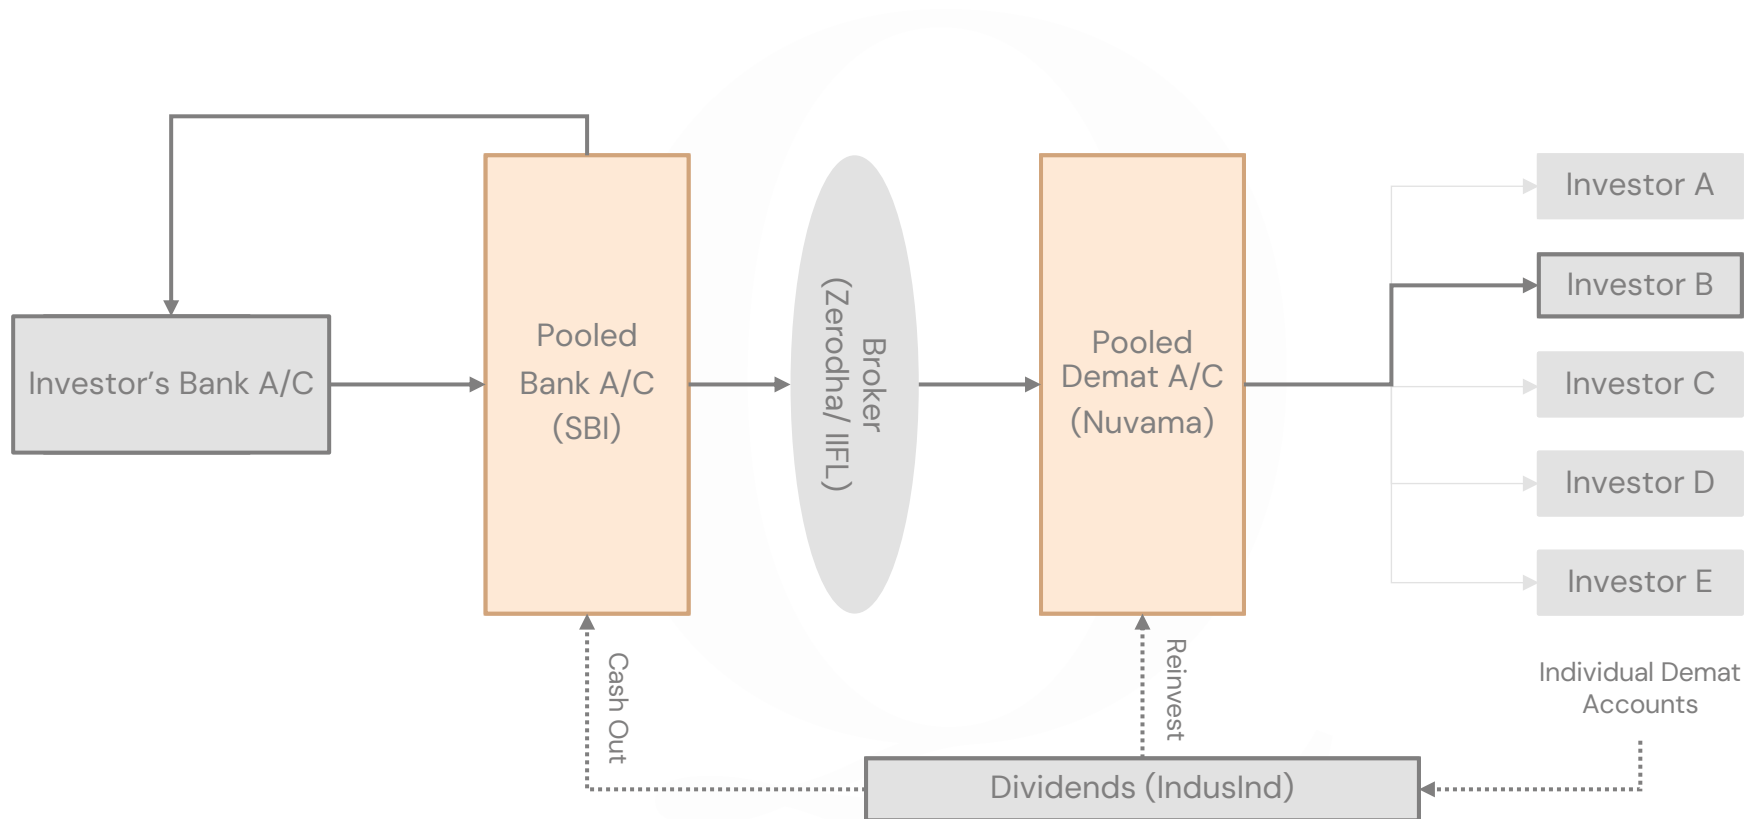 Investor’s Bank A/C
Pooled
Bank A/C
(SBI)
Broker
(Zerodha/ IIFL)
Pooled
Demat A/C
(Nuvama)
Investor A
Investor B
Investor C
Investor D
Investor E
Individual Demat
Accounts
Cash Out
Reinvest
Dividends (IndusInd)